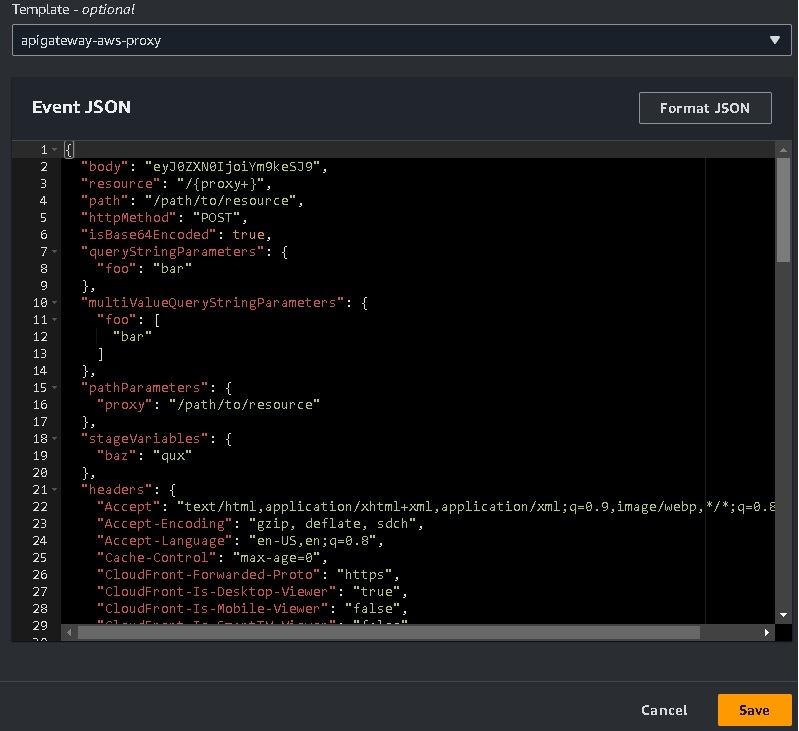 Template - optional
apigateway-aws-proxy
Event JSON
Format JSON
1 {
2 "body": "eyJ0ZXN0IjoiYm9keSJ9",
3 "resource": "/{proxy+}",
4 "path": "/path/to/resource",
5 "httpMethod": "POST",
6 "isBase64Encoded": true,
7 "queryStringParameters": {
8 "foo": "bar"
9 },
10 "multiValueQueryStringParameters": {
11 "foo": [
12 "bar"
13 ]
14 },
15 "pathParameters": {
16 "proxy": "/path/to/resource"
17 },
18 "stageVariables": {
19 "baz": "qux"
20 },
21 "headers": {
22 "Accept": "text/html,application/xhtml+xml,application/xml;q=0.9,image/webp,*/*;q=0.8
23 "Accept-Encoding": "gzip, deflate, sdch",
24 "Accept-Language": "en-US,en;q=0.8",
25 "Cache-Control": "max-age=0",
26 "CloudFront-Forwarded-Proto": "https",
27 "CloudFront-Is-Desktop-Viewer": "true",
28 "CloudFront-Is-Mobile-Viewer": "false",
29 "CloudFront-Is-SmartTV-Viewer": "false",
Cancel
Save